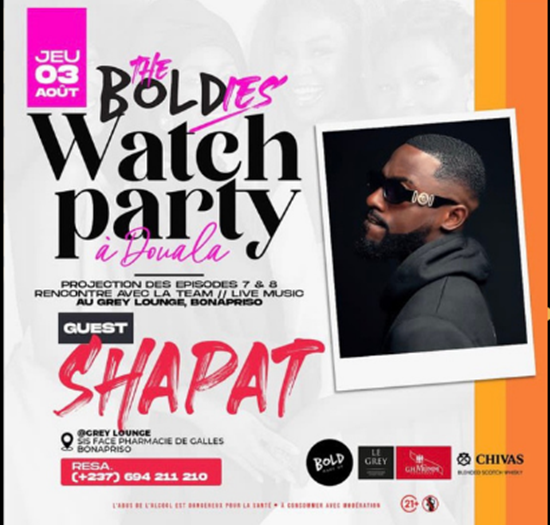 JEU
03
AOÛT
THE
BOLDIES
Watch
party
à Douala
PROJECTION DES EPISODES 7 & 8
RENCONTRE AVEC LA TEAM // LIVE MUSIC
AU GREY LOUNGE, BONAPRISO
GUEST
SHAPAT
@GREY LOUNGE
SIS FACE PHARMACIE DE GALLES
BONAPRISO
RESA.
(+237) 694 211 210
BOLD
LE
GREY
G.H.MUMM
CHIVAS
BLENDED SCOTCH WHISKY
L'ABUS DE L'ALCOOL EST DANGEREUX POUR LA SANTÉ • À CONSOMMER AVEC MODÉRATION
21+